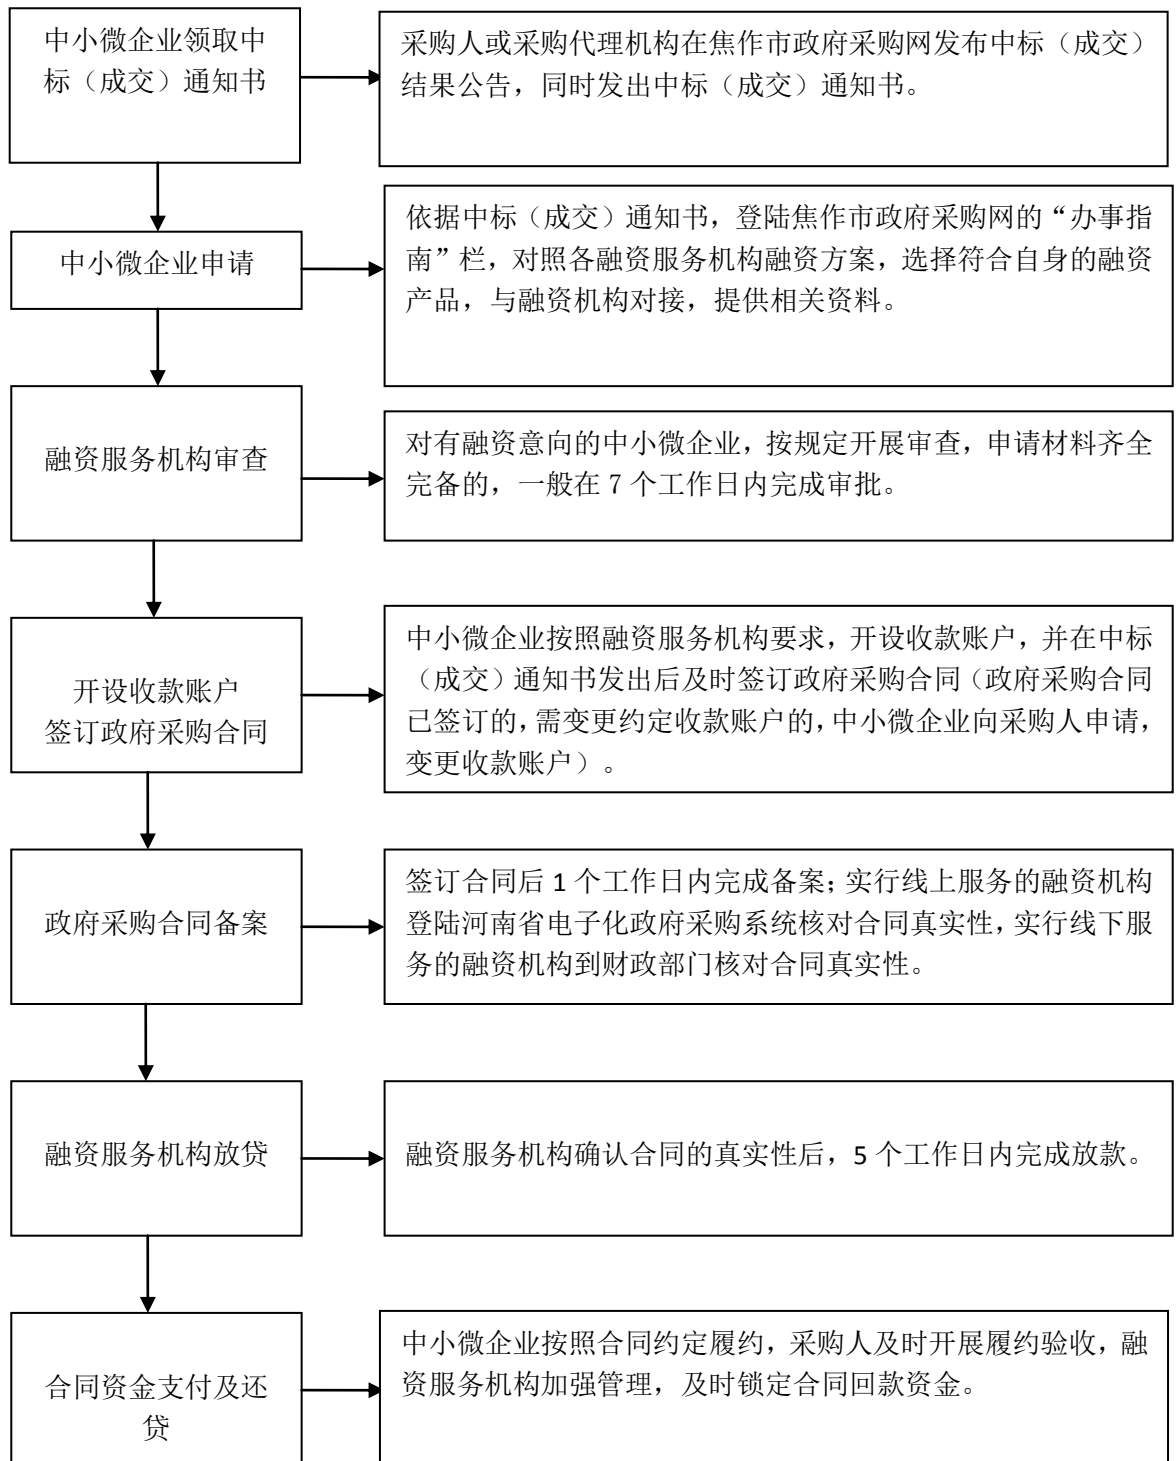 中小微企业领取中
标（成交）通知书
采购人或采购代理机构在焦作市政府采购网发布中标（成交）
结果公告，同时发出中标（成交）通知书。
中小微企业申请
依据中标（成交）通知书，登陆焦作市政府采购网的“办事指
南”栏，对照各融资服务机构融资方案，选择符合自身的融资
产品，与融资机构对接，提供相关资料。
融资服务机构审查
对有融资意向的中小微企业，按规定开展审查，申请材料齐全
完备的，一般在 7 个工作日内完成审批。
开设收款账户
签订政府采购合同
中小微企业按照融资服务机构要求，开设收款账户，并在中标
（成交）通知书发出后及时签订政府采购合同（政府采购合同
已签订的，需变更约定收款账户的，中小微企业向采购人申请，
变更收款账户）。
政府采购合同备案
签订合同后 1 个工作日内完成备案；实行线上服务的融资机构
登陆河南省电子化政府采购系统核对合同真实性，实行线下服
务的融资机构到财政部门核对合同真实性。
融资服务机构放贷
融资服务机构确认合同的真实性后，5 个工作日内完成放款。
合同资金支付及还
贷
中小微企业按照合同约定履约，采购人及时开展履约验收，融
资服务机构加强管理，及时锁定合同回款资金。